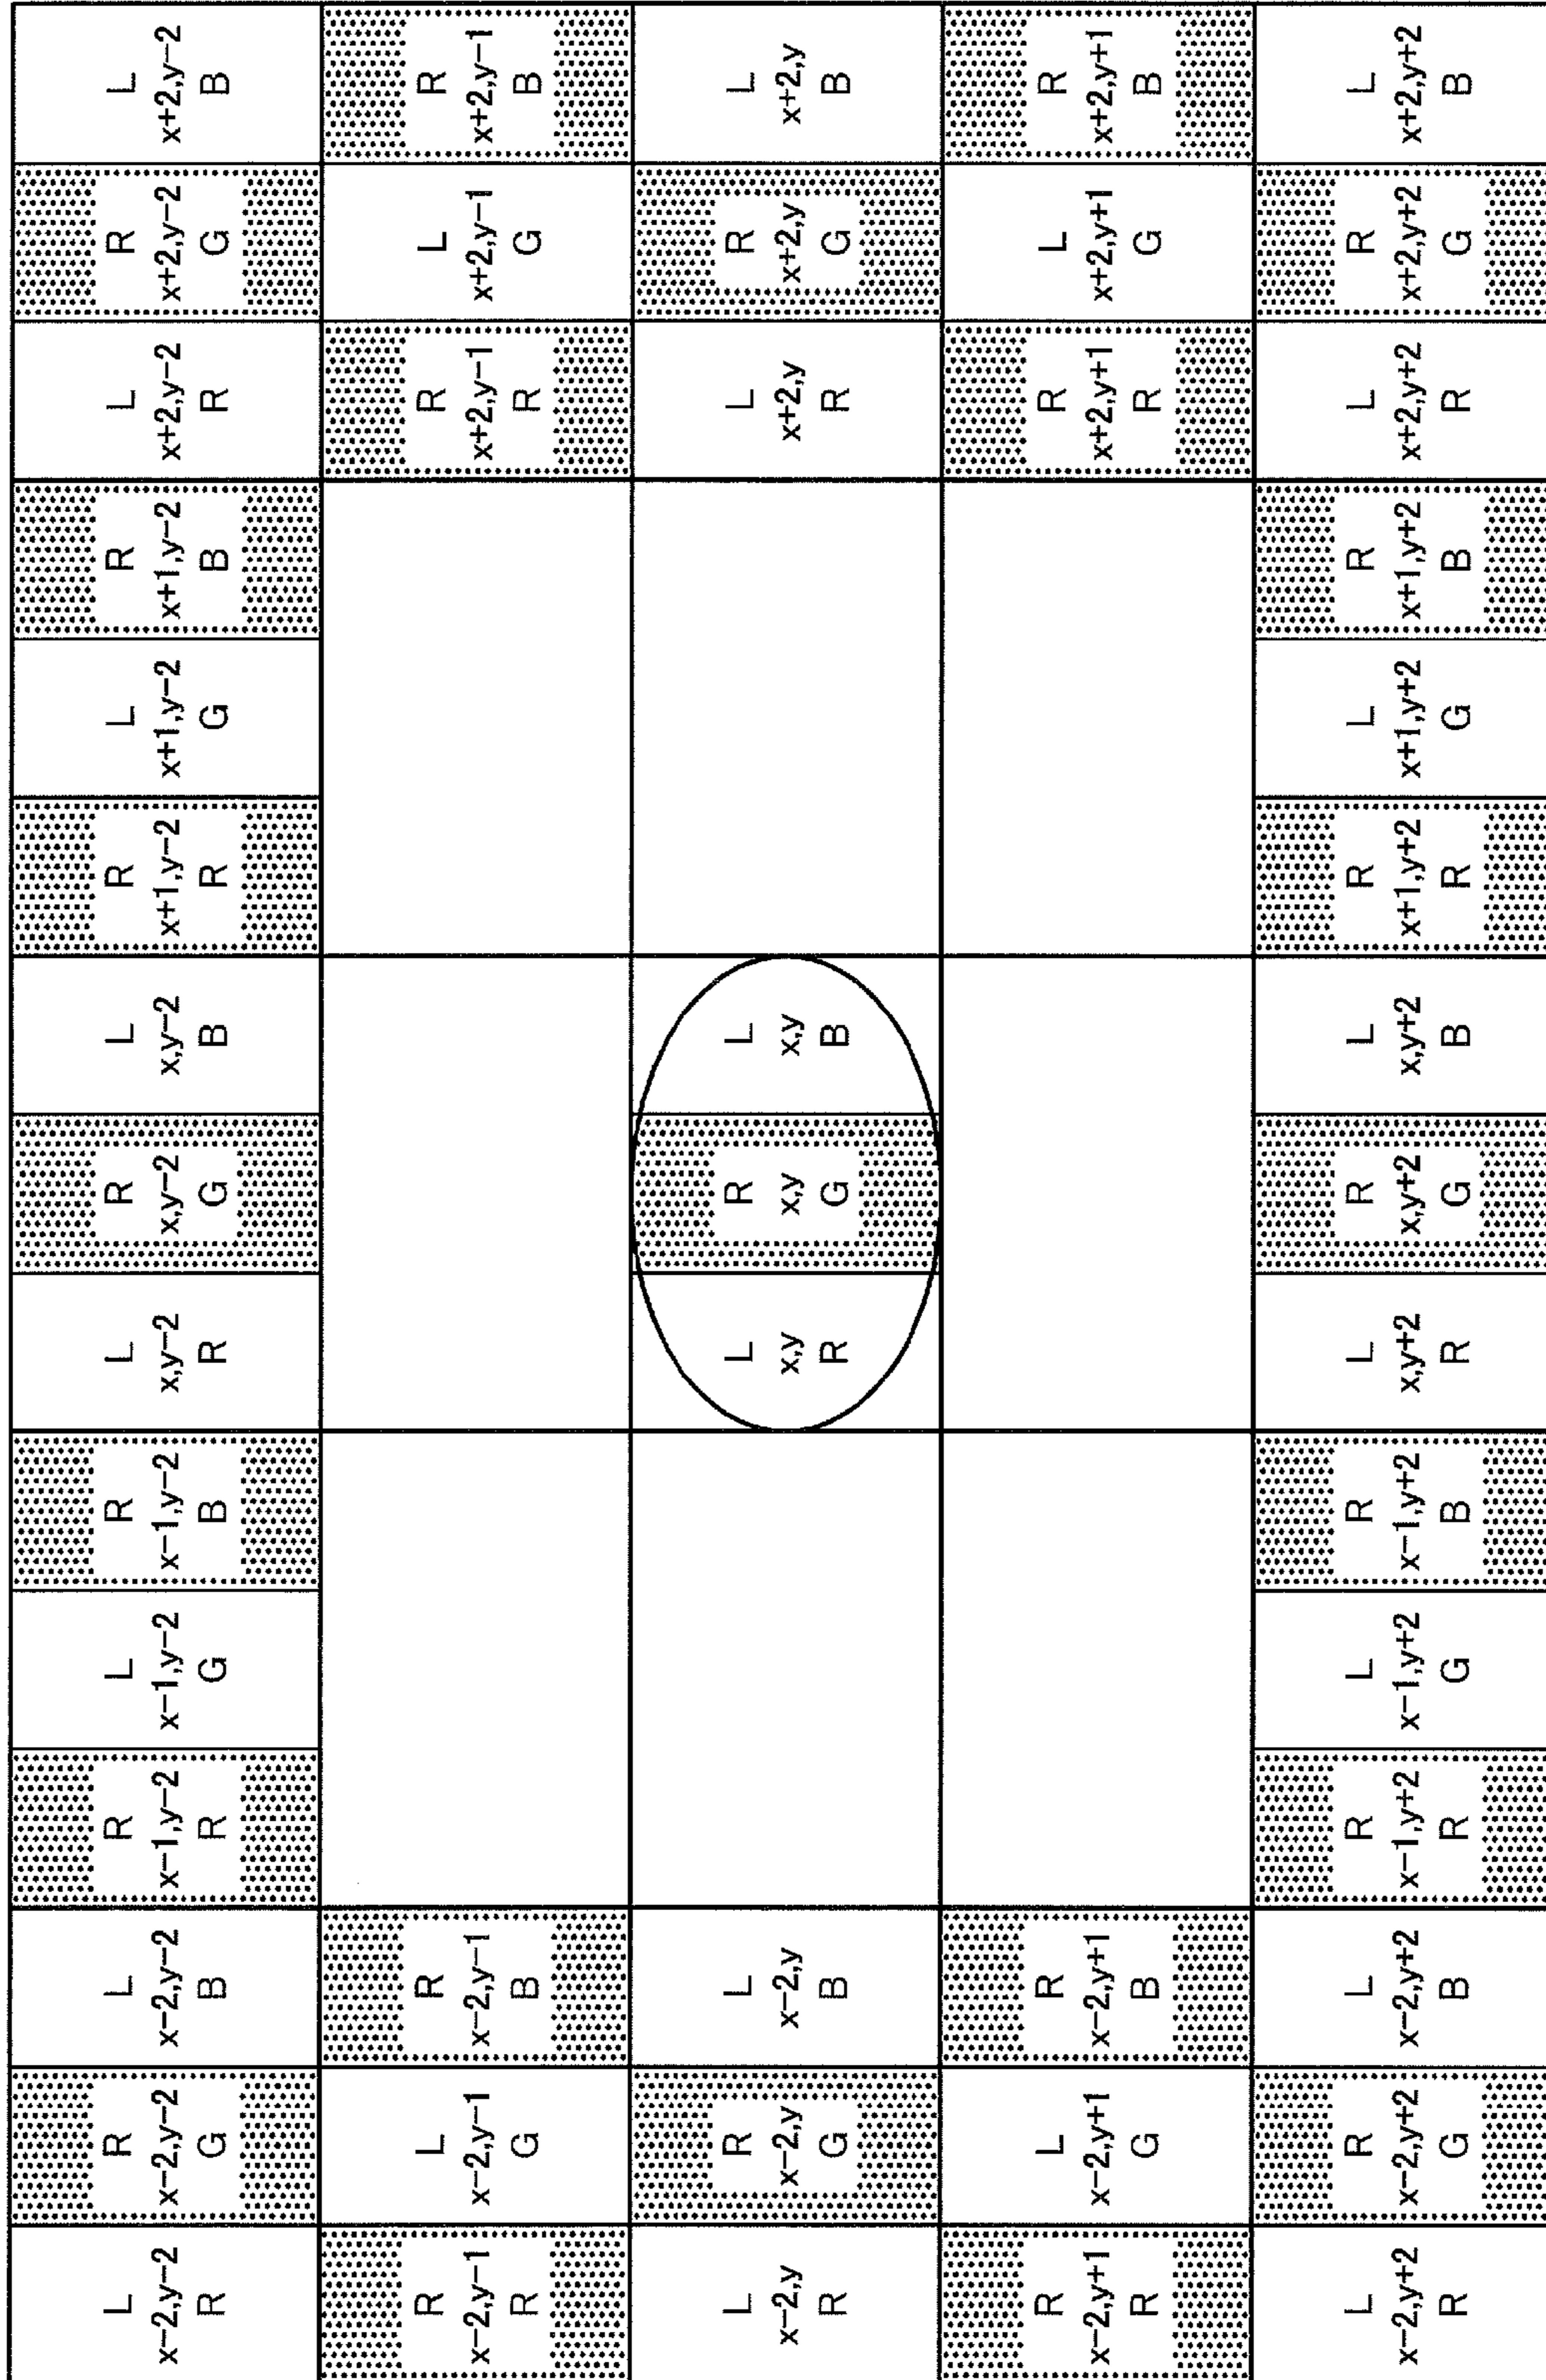 L R L R L R L R L R L R L R L
x-2,y-2 x-2,y-2 x-2,y-2 x-1,y-2 x-1,y-2 x-1,y-2 x,y-2 x,y-2 x,y-2 x+1,y-2 x+1,y-2 x+1,y-2 x+2,y-2 x+2,y-2 x+2,y-2
R G B R G B R G B R G B R G B
R L R R L R
x-2,y-1 x-2,y-1 x-2,y-1 x+2,y-1 x+2,y-1 x+2,y-1
R G B R G B
L R L L R L L R L
x-2,y x-2,y x-2,y x,y x,y x,y x+2,y x+2,y x+2,y
R G B R G B R G B
R L R R L R
x-2,y+1 x-2,y+1 x-2,y+1 x+2,y+1 x+2,y+1 x+2,y+1
R G B R G B
L R L R L R L R L R L R L R L
x-2,y+2 x-2,y+2 x-2,y+2 x-1,y+2 x-1,y+2 x-1,y+2 x,y+2 x,y+2 x,y+2 x+1,y+2 x+1,y+2 x+1,y+2 x+2,y+2 x+2,y+2 x+2,y+2
R G B R G B R G B R G B R G B